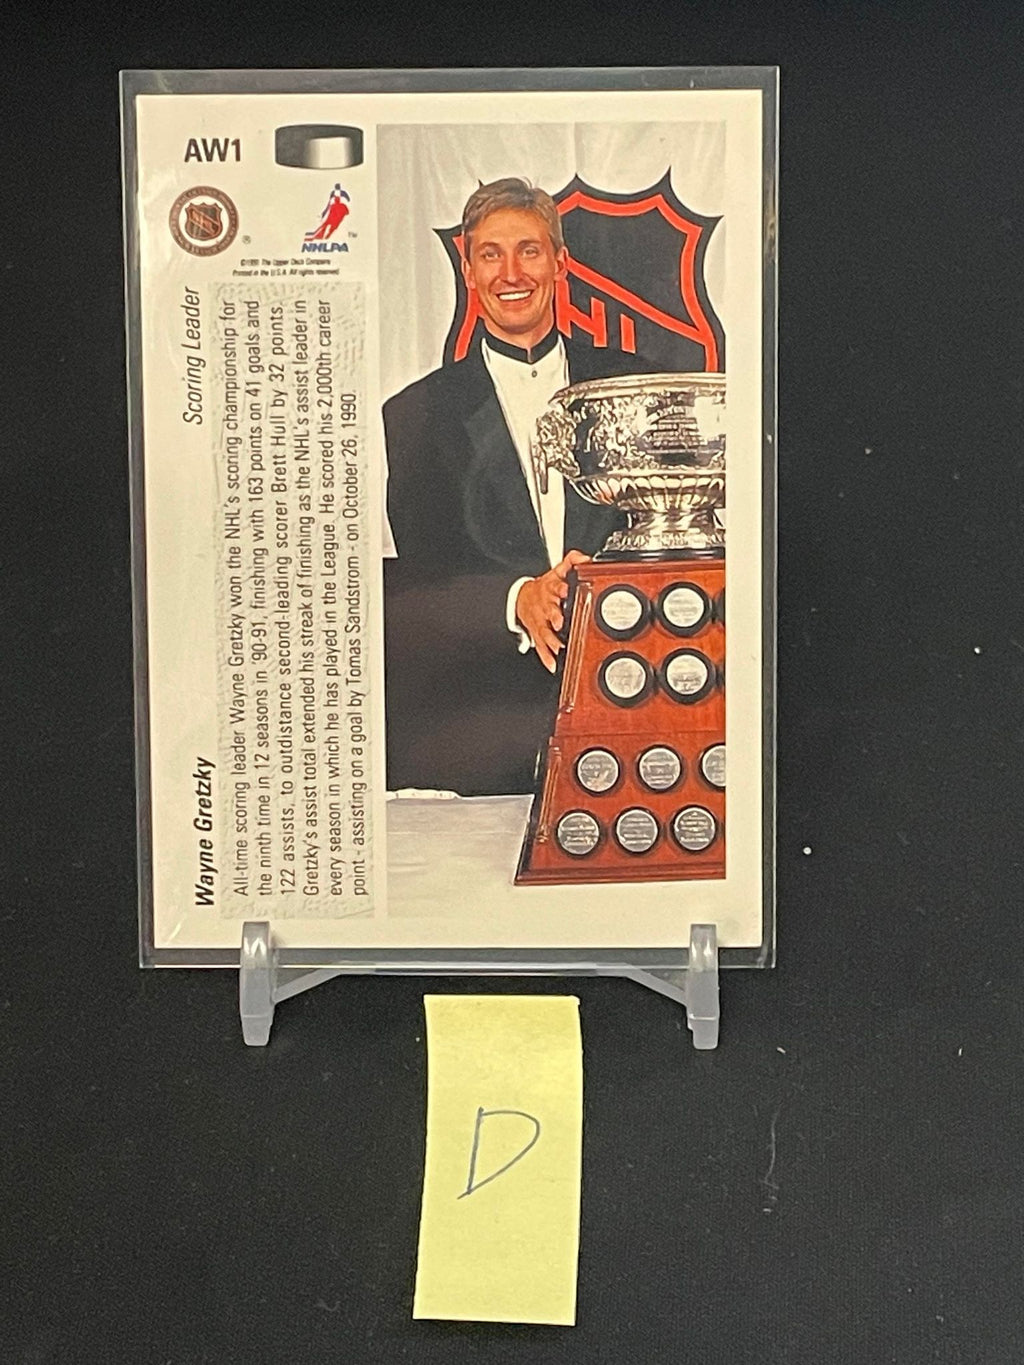 AW1
®
NHLPA
TM
©1991 The Upper Deck Company
Printed in the U.S.A. All rights reserved
Wayne Gretzky
Scoring Leader
All-time scoring leader Wayne Gretzky won the NHL's scoring championship for
the ninth time in 12 seasons in '90-91, finishing with 163 points on 41 goals and
122 assists, to outdistance second-leading scorer Brett Hull by 32 points.
Gretzky's assist total extended his streak of finishing as the NHL's assist leader in
every season in which he has played in the League. He scored his 2,000th career
point - assisting on a goal by Tomas Sandstrom - on October 26, 1990.
D